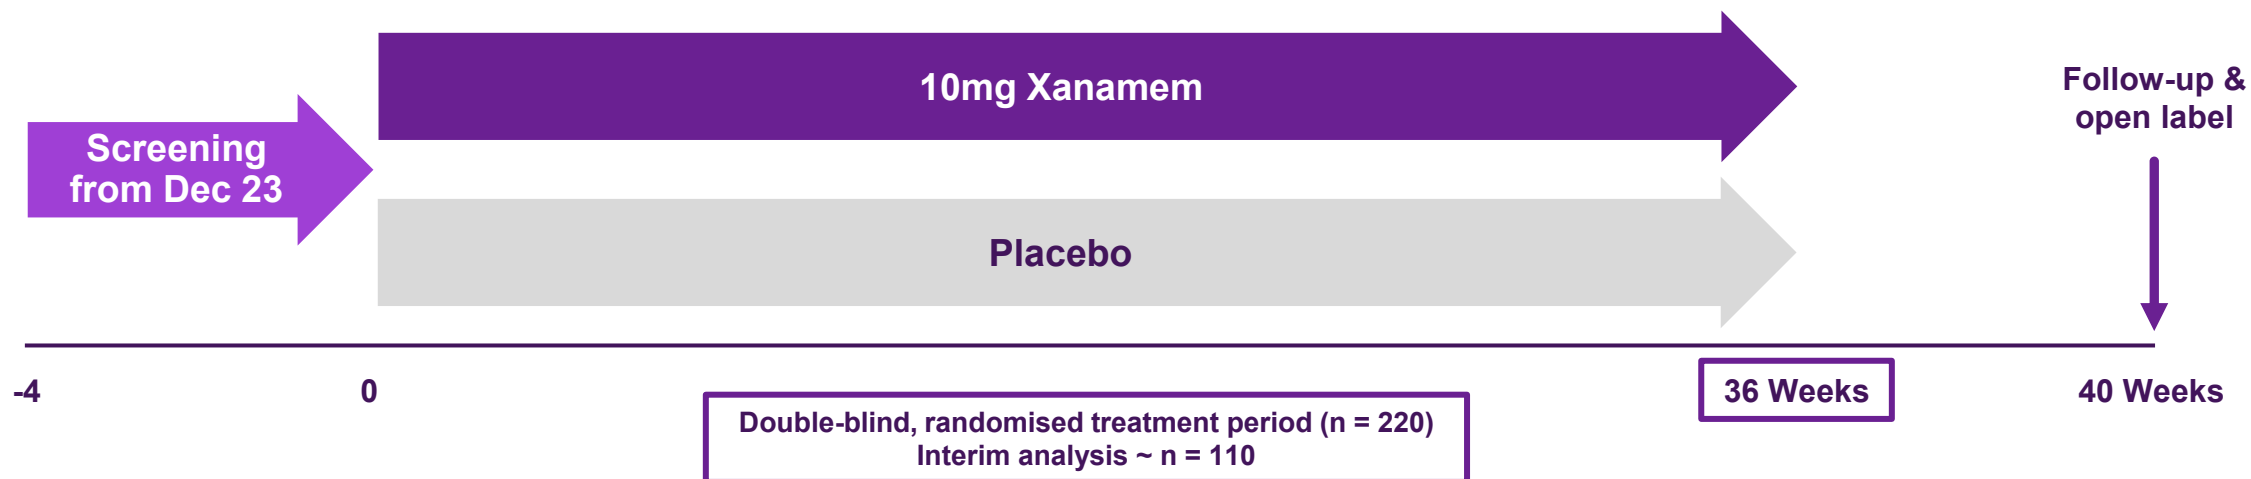 10mg Xanamem
Follow-up &
open label
Screening
from Dec 23
Placebo
-4
0
36 Weeks
40 Weeks
Double-blind, randomised treatment period (n = 220)
Interim analysis ~ n = 110